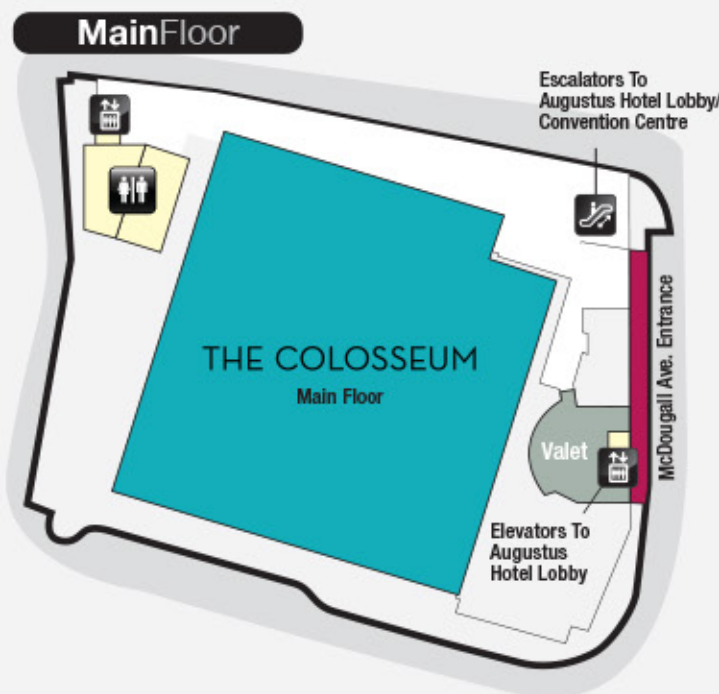 MainFloor
Escalators To
Augustus Hotel Lobby/
Convention Centre
THE COLOSSEUM
Main Floor
McDougall Ave. Entrance
Valet
Elevators To
Augustus
Hotel Lobby